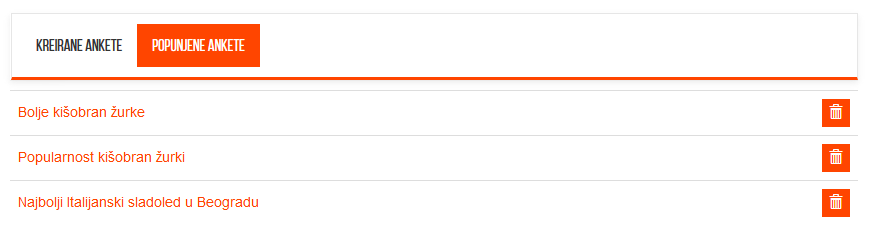 KREIRANE ANKETE POPUNJENE ANKETE
Bolje kišobran žurke
Popularnost kišobran žurki
Najbolji Italijanski sladoled u Beogradu